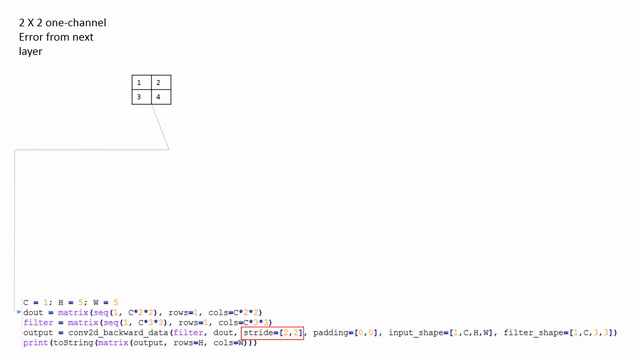 2 X 2 one-channel
Error from next
layer
1 2
3 4
C = 1; H = 5; W = 5
dout = matrix(seq(1, C*2*2), rows=1, cols=C*2*2)
filter = matrix(seq(1, C*3*3), rows=1, cols=C*3*3)
output = conv2d_backward_data(filter, dout, stride=[2,2], padding=[0,0], input_shape=[1,C,H,W], filter_shape=[1,C,3,3])
print(toString(matrix(output, rows=H, cols=W)))